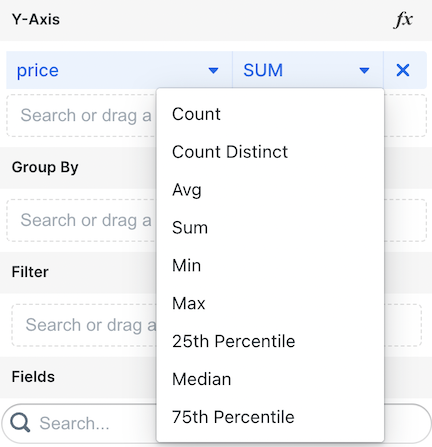 Y-Axis fx
price SUM
Search or drag a
Count
Count Distinct
Group By
Avg
Search or drag a
Sum
Filter
Min
Max
Search or drag a
25th Percentile
Fields
Median
Search...
75th Percentile